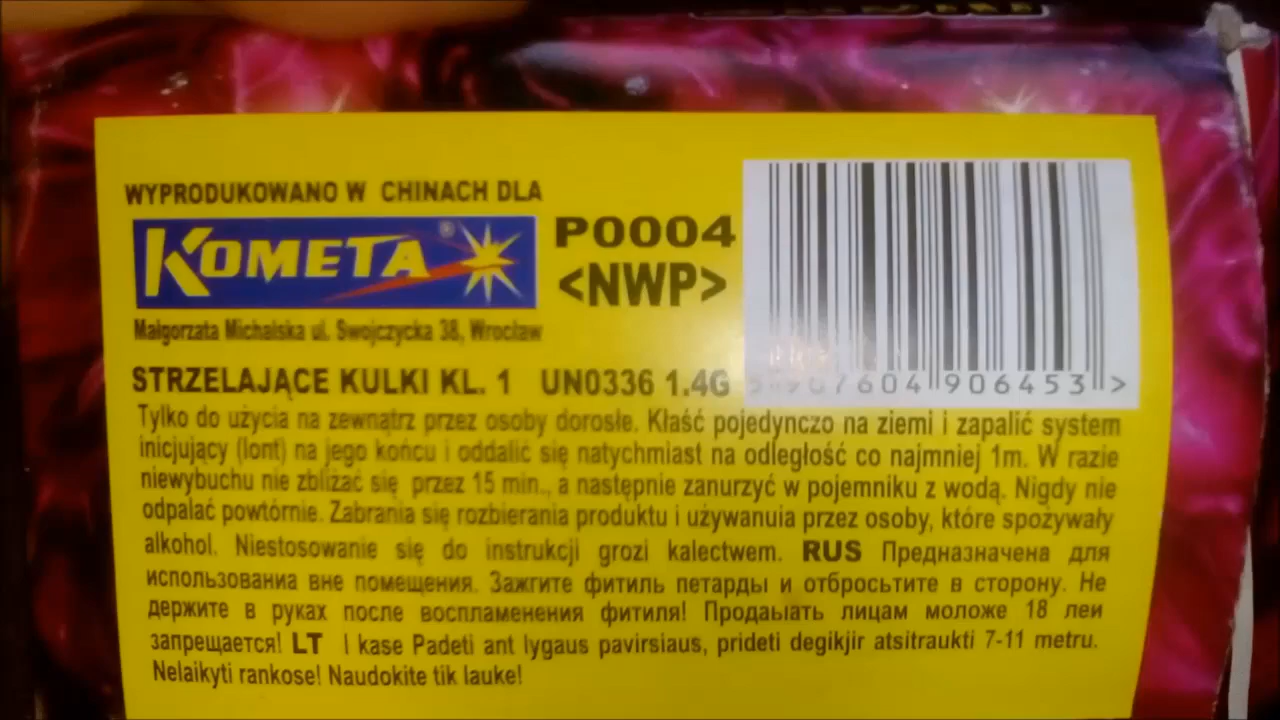 WYPRODUKOWANO W CHINACH DLA
KOMETA®
P0004
<NWP>
Małgorzata Michalska ul. Swojczycka 38, Wrocław
STRZELAJĄCE KULKI KL. 1 UN0336 1.4G
5 907604 906453 >
Tylko do użycia na zewnątrz przez osoby dorosłe. Kłaść pojedynczo na ziemi i zapalić system
inicjujący (lont) na jego końcu i oddalić się natychmiast na odległość co najmniej 1m. W razie
niewybuchu nie zbliżać się przez 15 min., a następnie zanurzyć w pojemniku z wodą. Nigdy nie
odpalać powtórnie. Zabrania się rozbierania produktu i używanuia przez osoby, które spożywały
alkohol. Niestosowanie się do instrukcji grozi kalectwem. RUS Предназначена для
использованиа вне помещения. Зажгите фитиль петарды и отбросьтите в сторону. Не
держите в руках после воспламенения фитиля! Продаыать лицам моложе 18 леи
запрещается! LT I kase Padeti ant lygaus pavirsiaus, prideti degikjir atsitraukti 7-11 metru.
Nelaikyti rankose! Naudokite tik lauke!